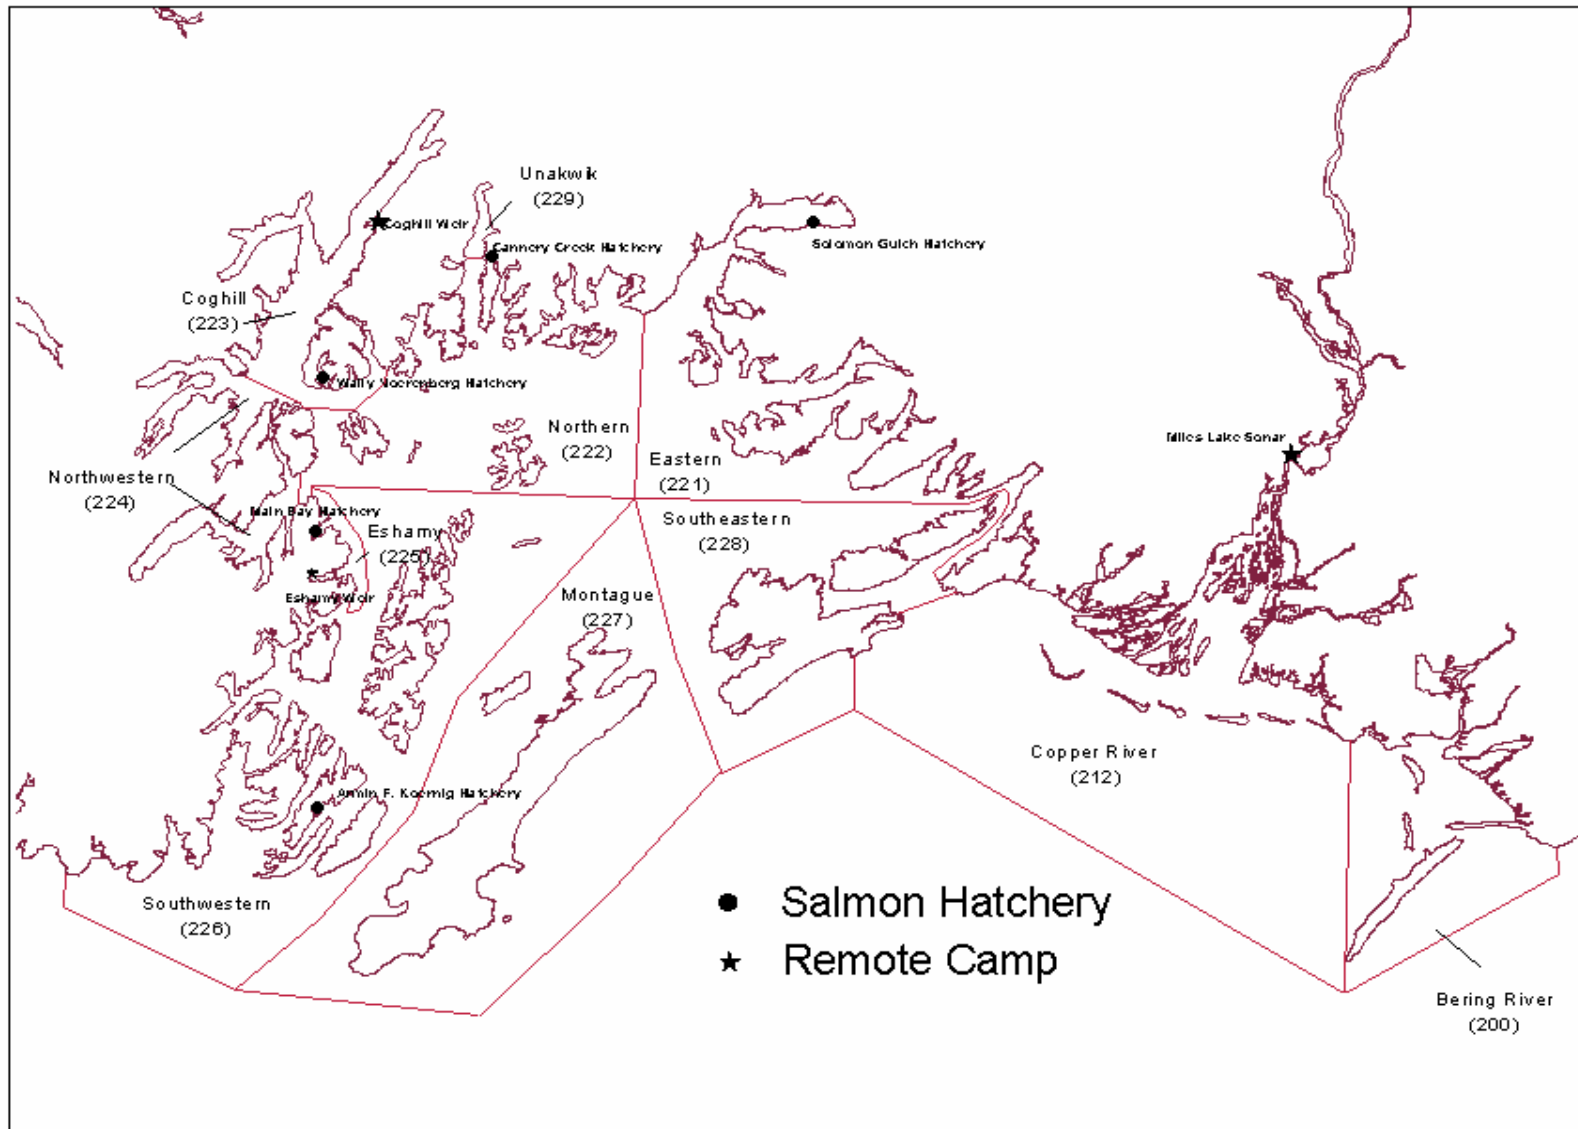 Unakwik
(229)
Coghill Weir
Cannery Creek Hatchery
Solomon Gulch Hatchery
Coghill
(223)
Wally Noerenberg Hatchery
Northern
(222)
Miles Lake Sonar
Eastern
(221)
Northwestern
(224)
Main Bay Hatchery
Eshamy
(225)
Southeastern
(228)
Eshamy Weir
Montague
(227)
Copper River
(212)
Armin F. Koernig Hatchery
Southwestern
(226)
Salmon Hatchery
Remote Camp
Bering River
(200)